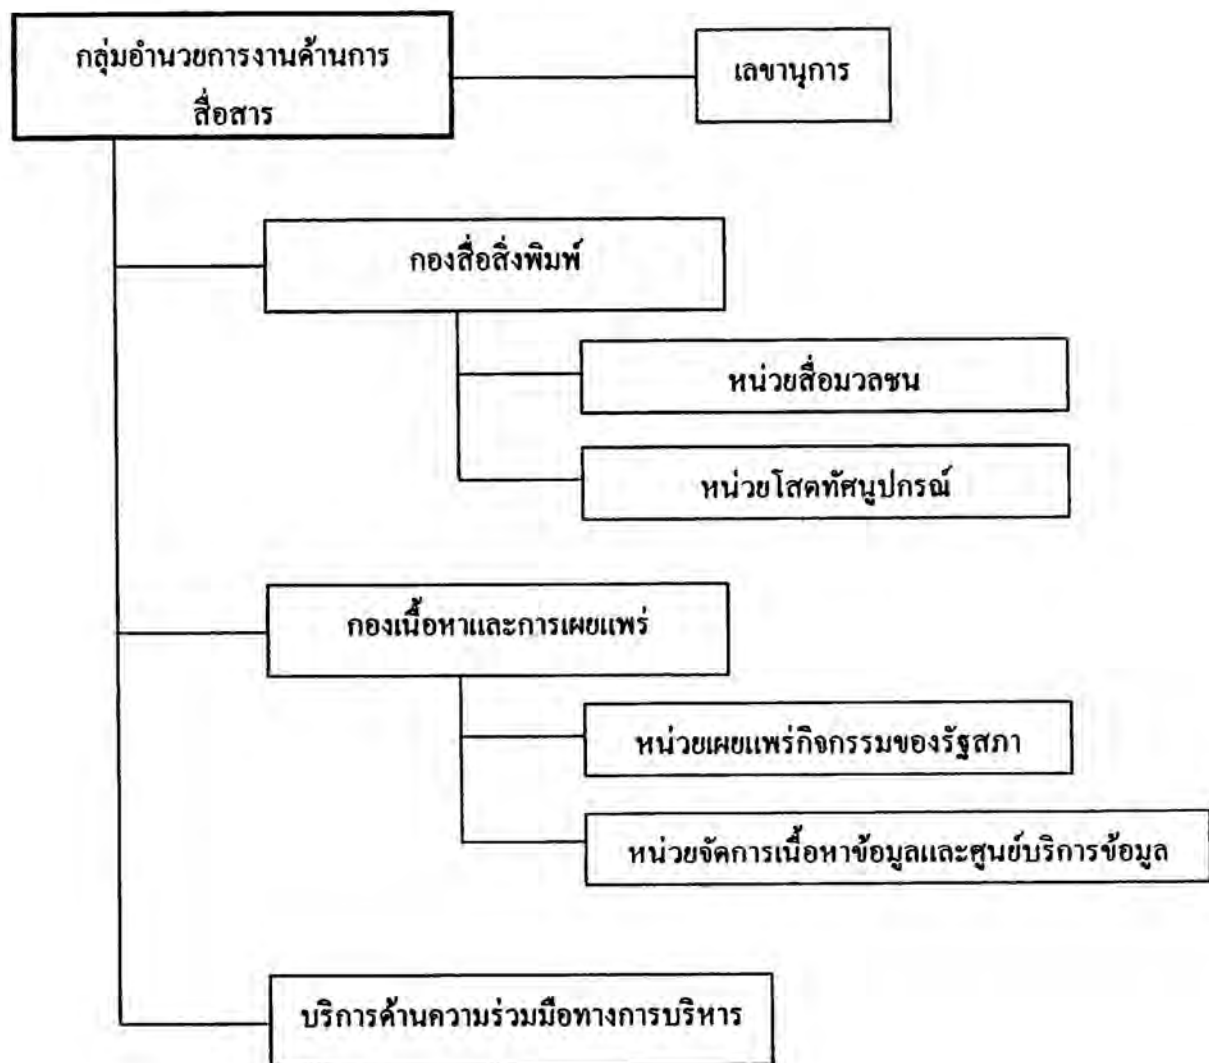 กลุ่มอำนวยการงานด้านการ
สื่อสาร
เลขานุการ
กองสื่อสิ่งพิมพ์
หน่วยสื่อมวลชน
หน่วยโสตทัศนูปกรณ์
กองเนื้อหาและการเผยแพร่
หน่วยเผยแพร่กิจกรรมของรัฐสภา
หน่วยจัดการเนื้อหาข้อมูลและศูนย์บริการข้อมูล
บริการด้านความร่วมมือทางการบริหาร